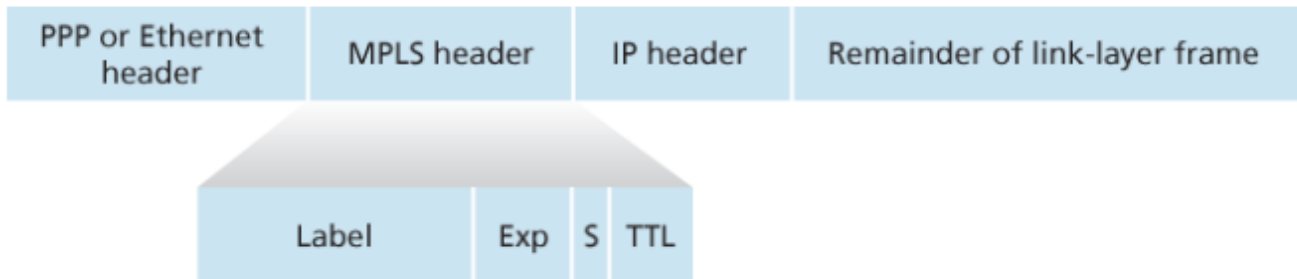 PPP or Ethernet
header
MPLS header
IP header
Remainder of link-layer frame
Label
Exp
S
TTL